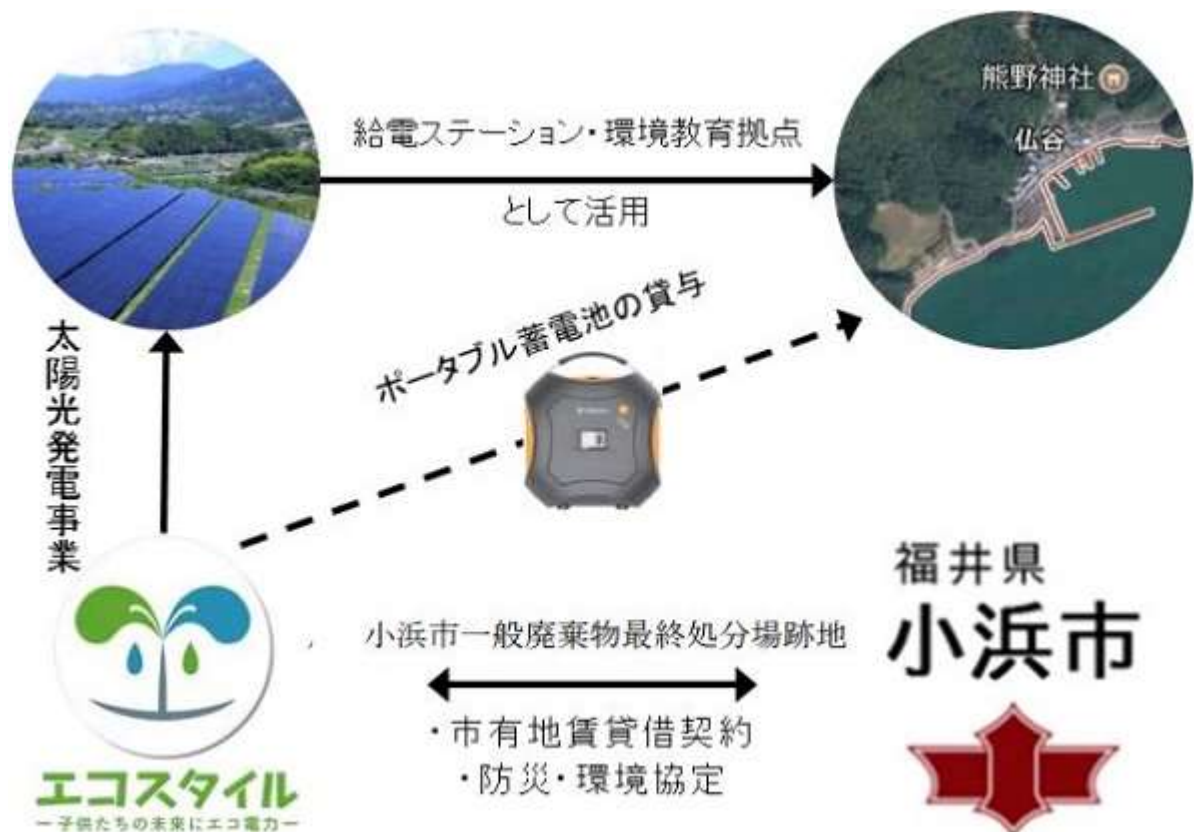 給電ステーション・環境教育拠点
として活用
熊野神社
仏谷
ポータブル蓄電池の貸与
太陽光発電事業
小浜市一般廃棄物最終処分場跡地
・市有地賃貸借契約
・防災・環境協定
福井県
小浜市
エコスタイル
ー子供たちの未来にエコ電力ー